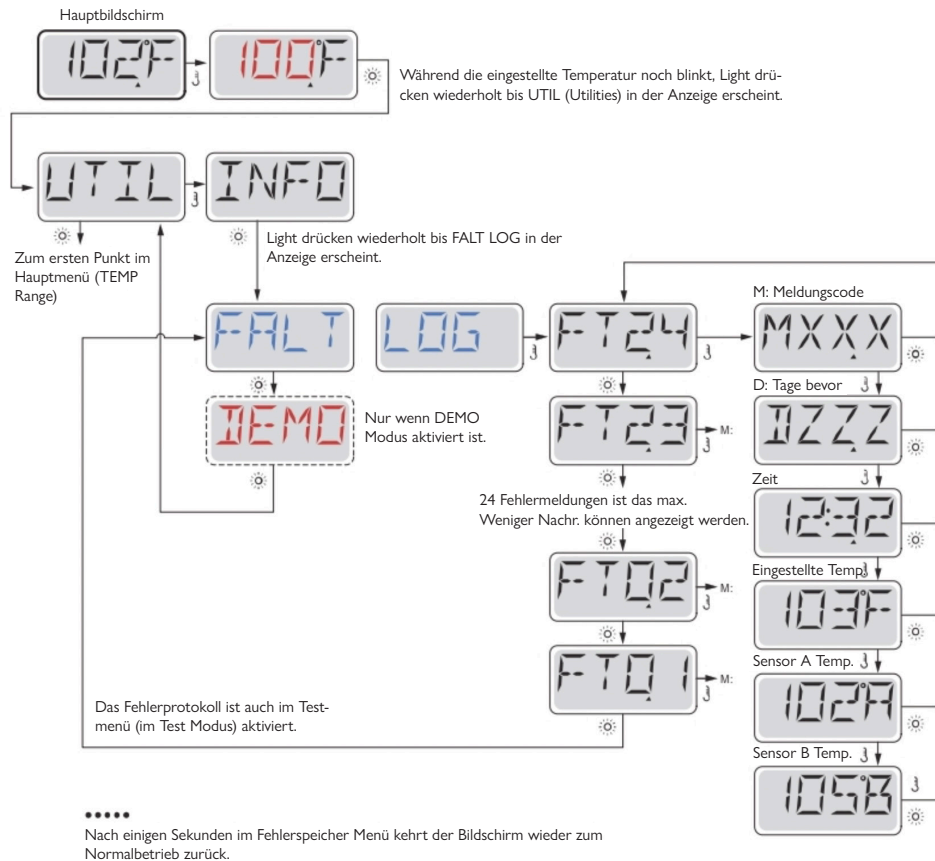 Hauptbildschirm
102°F
100°F
Während die eingestellte Temperatur noch blinkt, Light drü-
cken wiederholt bis UTIL (Utilities) in der Anzeige erscheint.
UTIL
INFO
Zum ersten Punkt im
Hauptmenü (TEMP
Range)
Light drücken wiederholt bis FALT LOG in der
Anzeige erscheint.
FALT
LOG
FT24
M: Meldungscode
MXXX
DEMO
Nur wenn DEMO
Modus aktiviert ist.
FT23
M:
D: Tage bevor
DZZZ
24 Fehlermeldungen ist das max.
Weniger Nachr. können angezeigt werden.
Zeit
12:32
FT02
M:
Eingestellte Temp.
103°F
FT01
M:
Sensor A Temp.
102°A
Das Fehlerprotokoll ist auch im Test-
menü (im Test Modus) aktiviert.
Sensor B Temp.
105°B
•••••
Nach einigen Sekunden im Fehlerspeicher Menü kehrt der Bildschirm wieder zum
Normalbetrieb zurück.